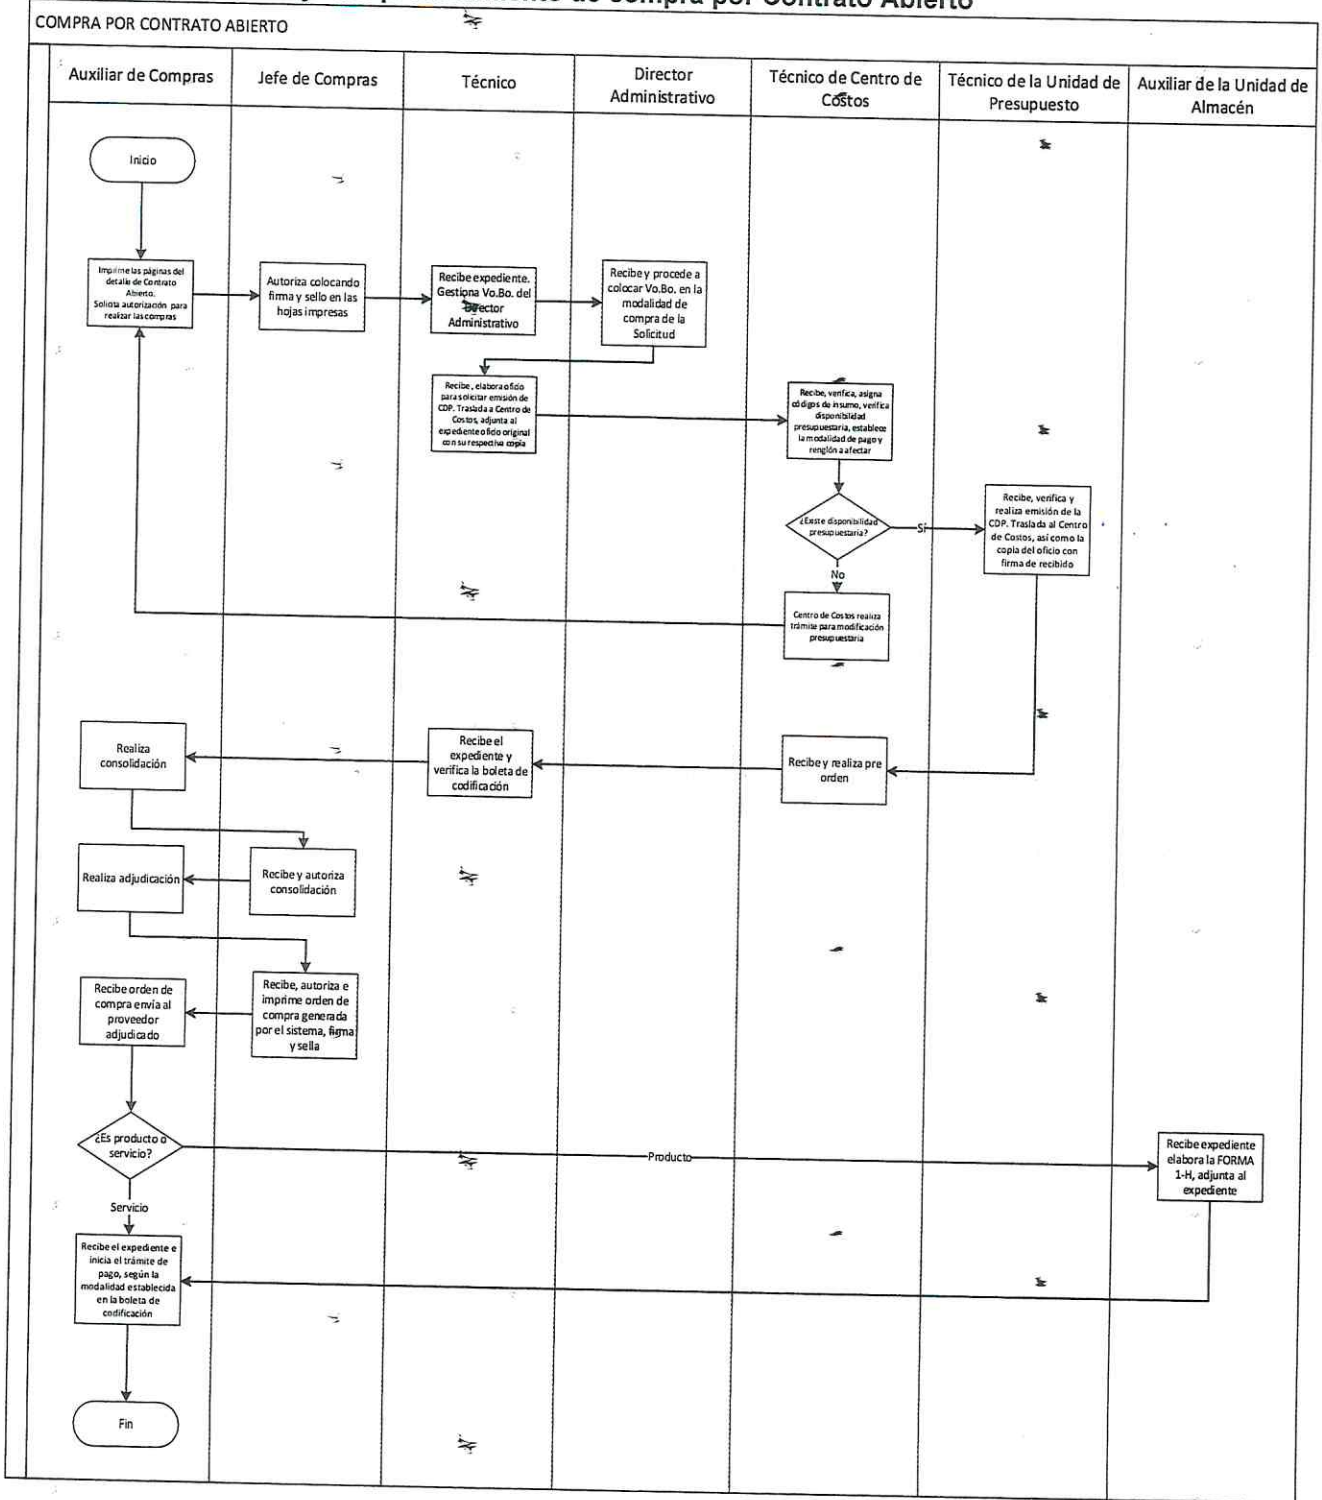 de compra por Contrato Abierto
COMPRA POR CONTRATO ABIERTO
Auxiliar de Compras
Jefe de Compras
Técnico
Director
Administrativo
Técnico de Centro de
Costos
Técnico de la Unidad de
Presupuesto
Auxiliar de la Unidad de
Almacén
Inicio
Imprime las páginas del
detalle de Contrato
Abierto.
Solicita autorización para
realizar las compras
Autoriza colocando
firma y sello en las
hojas impresas
Recibe expediente.
Gestiona Vo.Bo. del
Director
Administrativo
Recibe y procede a
colocar Vo.Bo. en la
modalidad de
compra de la
Solicitud
Recibe, elabora oficio
para solicitar emisión de
CDP. Traslada a Centro de
Costos, adjunta al
expediente oficio original
con su respectiva copia
Recibe, verifica, asigna
códigos de insumo, verifica
disponibilidad
presupuestaria, establece
la modalidad de pago y
renglón a afectar
¿Existe disponibilidad
presupuestaria?
Si
Recibe, verifica y
realiza emisión de la
CDP. Traslada al Centro
de Costos, así como la
copia del oficio con
firma de recibido
No
Centro de Costos realiza
trámite para modificación
presupuestaria
Realiza
consolidación
Recibe el
expediente y
verifica la boleta de
codificación
Recibe y realiza pre
orden
Realiza adjudicación
Recibe y autoriza
consolidación
Recibe orden de
compra envía al
proveedor
adjudicado
Recibe, autoriza e
imprime orden de
compra generada
por el sistema, figma
y sella
¿Es producto o
servicio?
Producto
Recibe expediente
elabora la FORMA
1-H, adjunta al
expediente
Servicio
Recibe el expediente e
inicia el trámite de
pago, según la
modalidad establecida
en la boleta de
codificación
Fin